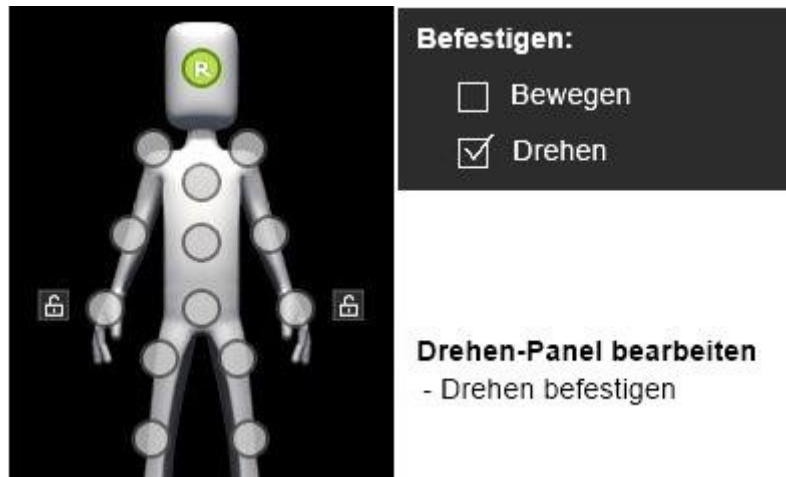 R
Befestigen:
Bewegen
Drehen
Drehen-Panel bearbeiten
- Drehen befestigen